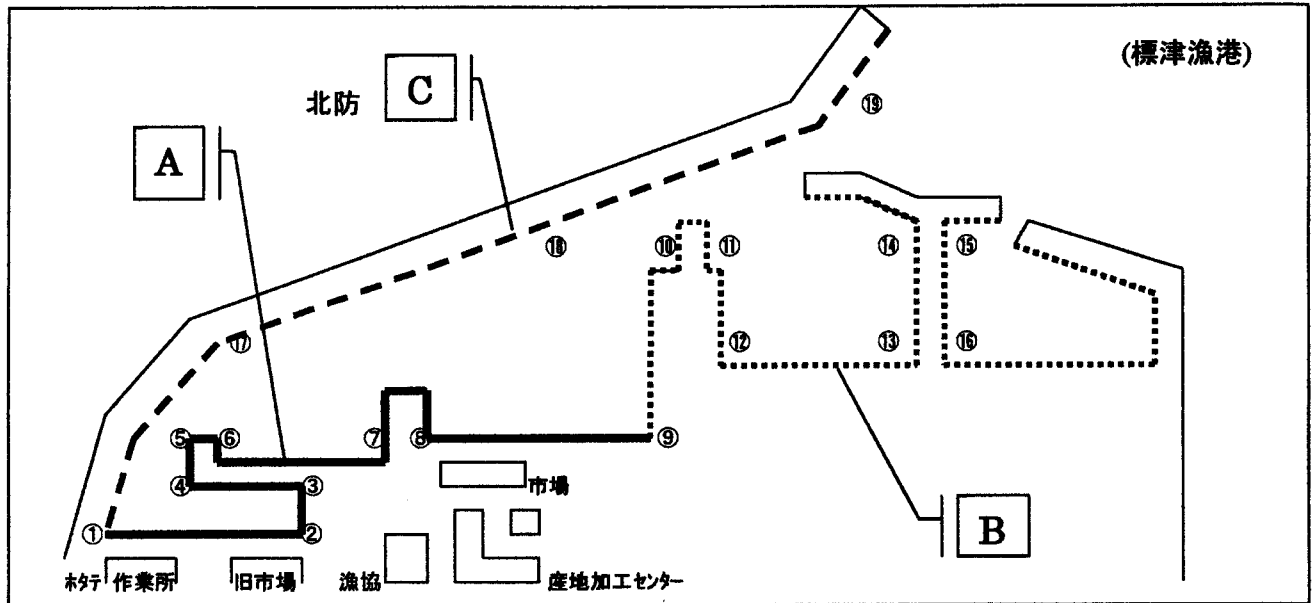 (標津漁港)
北防
C
A
⑲
⑱
⑩
⑪
⑭
⑮
⑰
⑫
⑬
⑯
⑤
⑥
⑦
⑧
⑨
④
③
市場
①
②
B
ホタテ 作業所
旧市場
漁協
産地加工センター